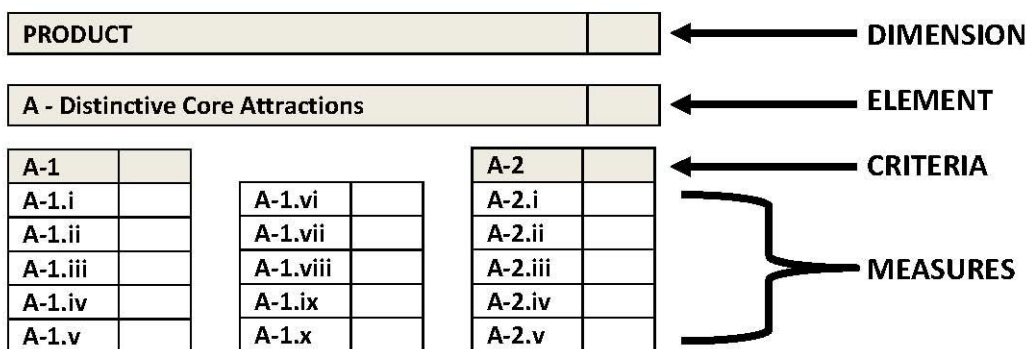 PRODUCT DIMENSION
A - Distinctive Core Attractions ELEMENT
A-1 A-2 CRITERIA
A-1.i A-1.vi A-2.i
A-1.ii A-1.vii A-2.ii
A-1.iii A-1.viii A-2.iii MEASURES
A-1.iv A-1.ix A-2.iv
A-1.v A-1.x A-2.v